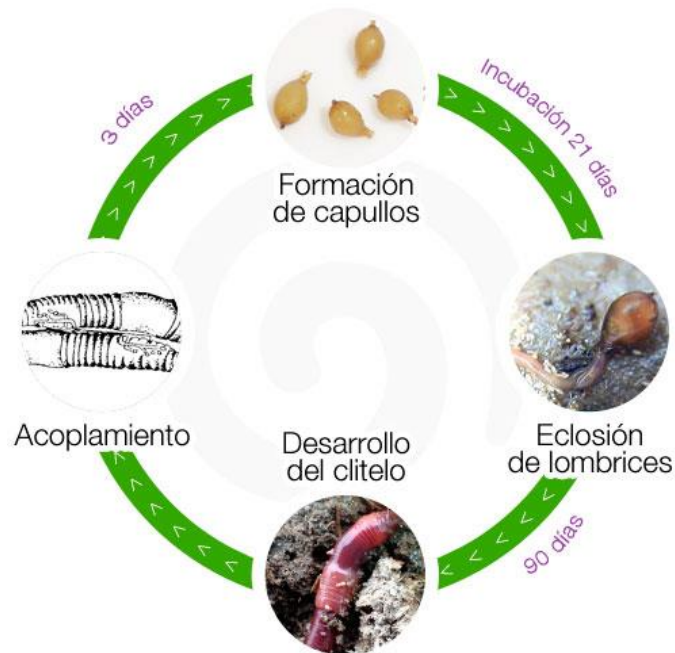 3 días
Incubación 21 días
Formación
de capullos
Acoplamiento
Desarrollo
del clitelo
Eclosión
de lombrices
90 días